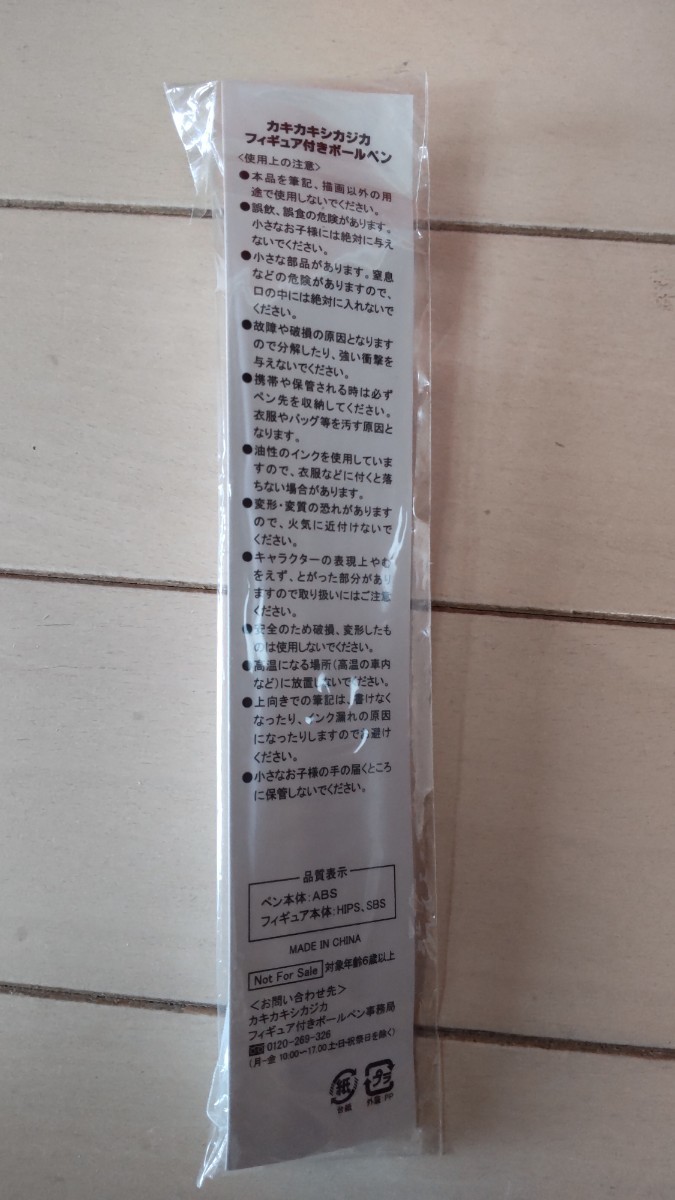 カキカキシカジカ
フィギュア付きボールペン
<使用上の注意>
●本品を筆記、描画以外の用
途で使用しないでください。
●誤飲、誤食の危険があります。
小さなお子様には絶対に与え
ないでください。
●小さな部品があります。窒息
などの危険がありますので、
口の中には絶対に入れないで
ください。
●故障や破損の原因となります
ので分解したり、強い衝撃を
与えないでください。
●携帯や保管される時は必ず
ペン先を収納してください。
衣服やバッグ等を汚す原因と
なります。
●油性のインクを使用していま
すので、衣服などに付くと落
ちない場合があります。
●変形・変質の恐れがあります
ので、火気に近付けないで
ください。
●キャラクターの表現上やむ
をえず、とがった部分があり
ますので取り扱いにはご注意
ください。
●安全のため破損、変形したも
のは使用しないでください。
●高温になる場所(高温の車内
など)に放置しないでください。
●上向きでの筆記は、書けなく
なったり、インク漏れの原因
になったりしますのでお避け
ください。
●小さなお子様の手の届くところ
に保管しないでください。
品質表示
ペン本体:ABS
フィギュア本体:HIPS、SBS
MADE IN CHINA
Not For Sale 対象年齢6歳以上
<お問い合わせ先>
カキカキシカジカ
フィギュア付きボールペン事務局
0120-269-326
(月~金 10:00~17:00 土・日・祝祭日を除く)
紙 プラ
台紙 外袋:PP